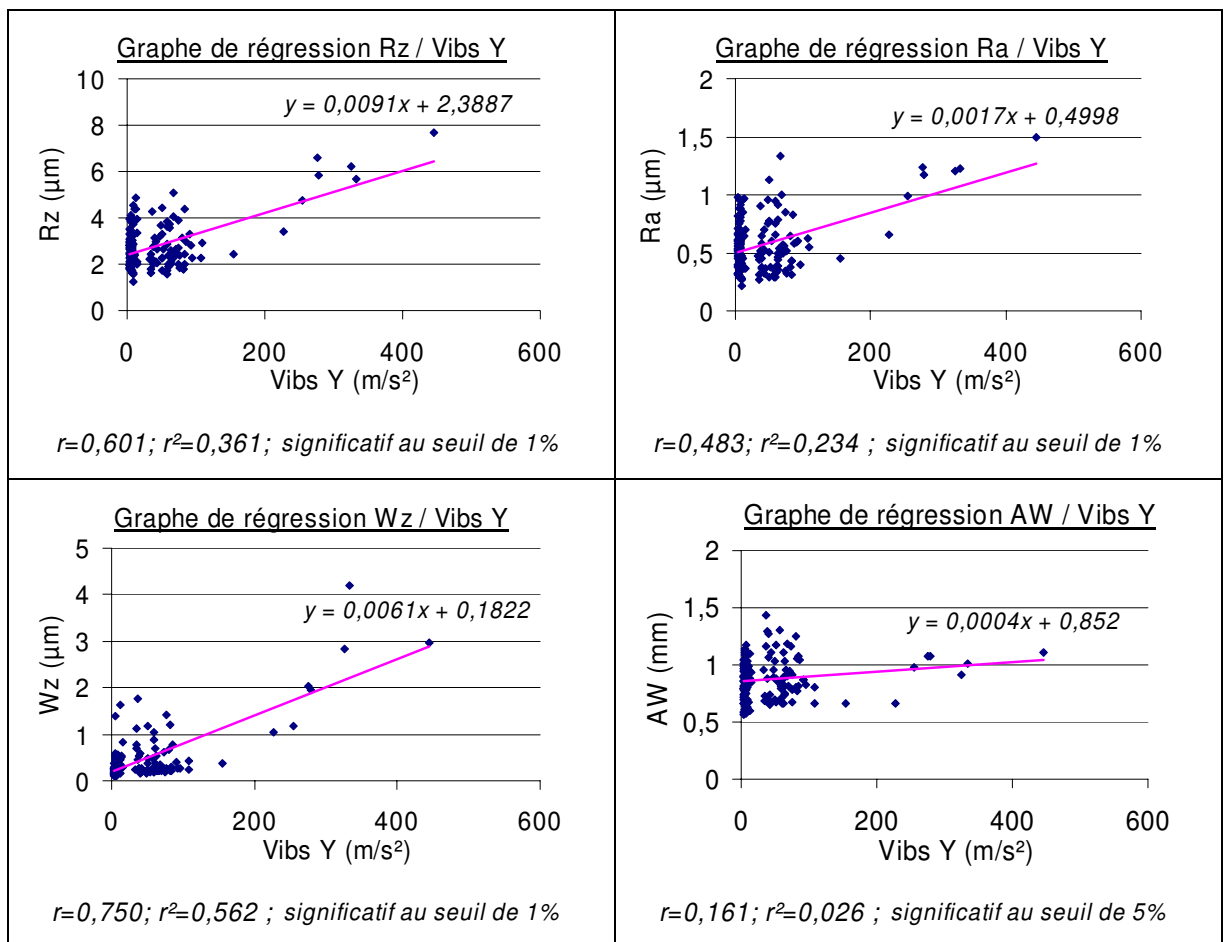 Graphe de régression Rz / Vibs Y
10
8
6
4
2
0
Rz (µm)
y = 0,0091x + 2,3887
0 200 400 600
Vibs Y (m/s²)
r=0,601; r²=0,361; significatif au seuil de 1%
Graphe de régression Ra / Vibs Y
2
1,5
1
0,5
0
Ra (µm)
y = 0,0017x + 0,4998
0 200 400 600
Vibs Y (m/s²)
r=0,483; r²=0,234 ; significatif au seuil de 1%
Graphe de régression Wz / Vibs Y
5
4
3
2
1
0
Wz (µm)
y = 0,0061x + 0,1822
0 200 400 600
Vibs Y (m/s²)
r=0,750; r²=0,562 ; significatif au seuil de 1%
Graphe de régression AW / Vibs Y
2
1,5
1
0,5
0
AW (mm)
y = 0,0004x + 0,852
0 200 400 600
Vibs Y (m/s²)
r=0,161; r²=0,026 ; significatif au seuil de 5%